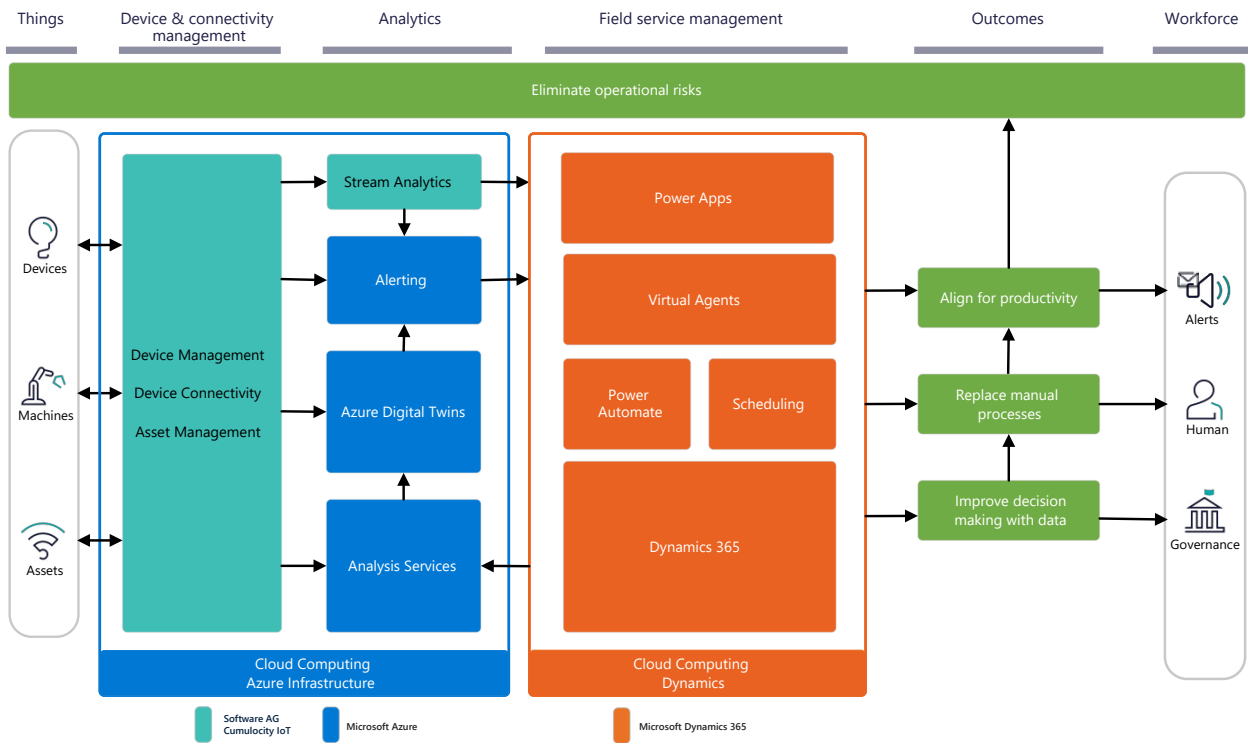 Things
Device & connectivity
management
Analytics
Field service management
Outcomes
Workforce
Eliminate operational risks
Devices
Machines
Assets
Device Management
Device Connectivity
Asset Management
Stream Analytics
Alerting
Azure Digital Twins
Analysis Services
Cloud Computing
Azure Infrastructure
Power Apps
Virtual Agents
Power
Automate
Scheduling
Dynamics 365
Cloud Computing
Dynamics
Align for productivity
Replace manual
processes
Improve decision
making with data
Alerts
Human
Governance
Software AG
Cumulocity IoT
Microsoft Azure
Microsoft Dynamics 365